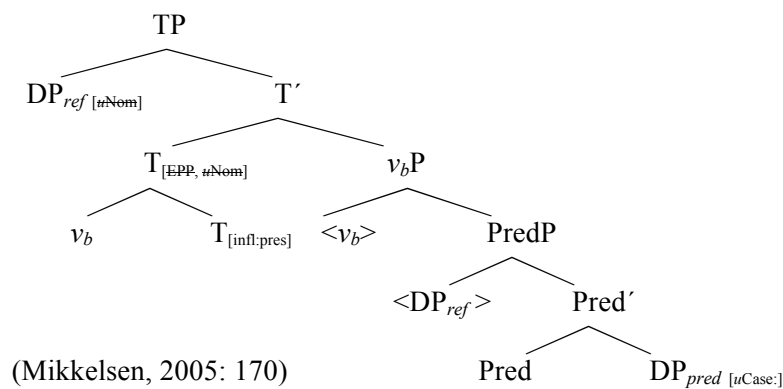 TP
DPref [uNom] T´
T[EPP, uNom] vbP
vb T[infl:pres] <vb> PredP
<DPref > Pred´
(Mikkelsen, 2005: 170) Pred DPpred [uCase:]